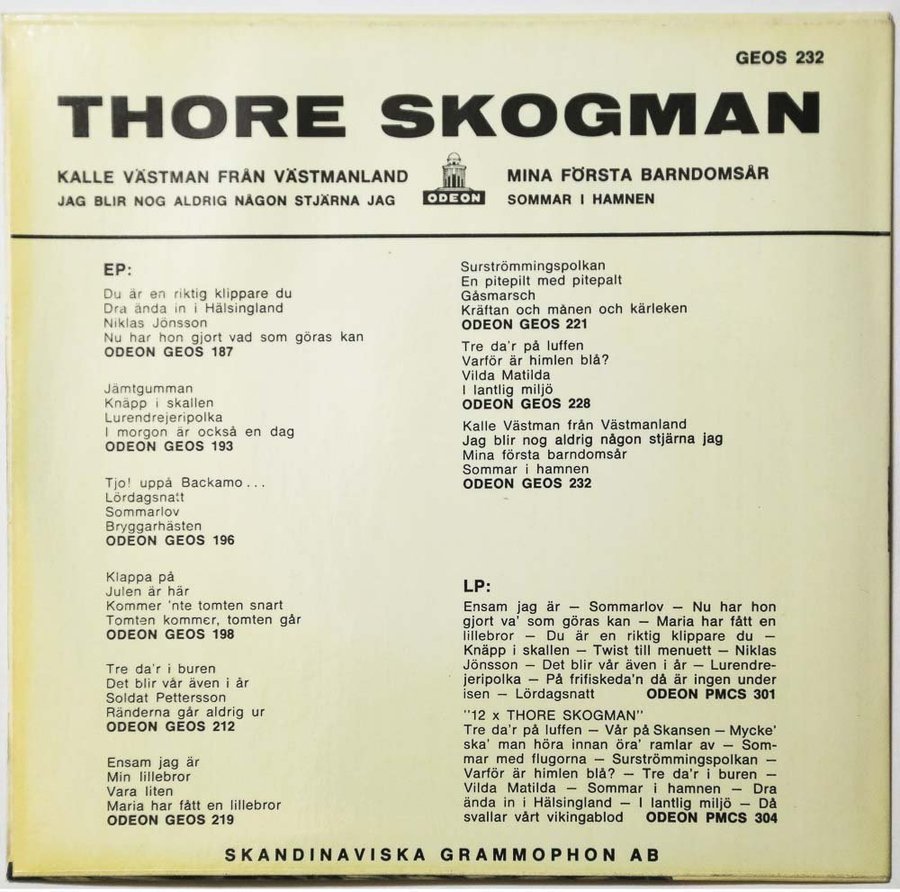 GEOS 232
THORE SKOGMAN
KALLE VÄSTMAN FRÅN VÄSTMANLAND
JAG BLIR NOG ALDRIG NÅGON STJÄRNA JAG
ODEON
MINA FÖRSTA BARNDOMSÅR
SOMMAR I HAMNEN
EP:
Du är en riktig klippare du
Dra ända in i Hälsingland
Niklas Jönsson
Nu har hon gjort vad som göras kan
ODEON GEOS 187
Jämtgumman
Knäpp i skallen
Lurendrejeripolka
I morgon är också en dag
ODEON GEOS 193
Tjo! uppå Backamo...
Lördagsnatt
Sommarlov
Bryggarhästen
ODEON GEOS 196
Klappa på
Julen är här
Kommer 'nte tomten snart
Tomten kommer, tomten går
ODEON GEOS 198
Tre da'r i buren
Det blir vår även i år
Soldat Pettersson
Ränderna går aldrig ur
ODEON GEOS 212
Ensam jag är
Min lillebror
Vara liten
Maria har fått en lillebror
ODEON GEOS 219
Surströmmingspolkan
En pitepilt med pitepalt
Gåsmarsch
Kräftan och månen och kärleken
ODEON GEOS 221
Tre da'r på luffen
Varför är himlen blå?
Vilda Matilda
I lantlig miljö
ODEON GEOS 228
Kalle Västman från Västmanland
Jag blir nog aldrig någon stjärna jag
Mina första barndomsår
Sommar i hamnen
ODEON GEOS 232
LP:
Ensam jag är – Sommarlov – Nu har hon
gjort va' som göras kan – Maria har fått en
lillebror – Du är en riktig klippare du –
Knäpp i skallen – Twist till menuett – Niklas
Jönsson – Det blir vår även i år – Lurendre-
jeripolka – På frifiskeda'n då är ingen under
isen – Lördagsnatt ODEON PMCS 301
"12 x THORE SKOGMAN"
Tre da'r på luffen – Vår på Skansen – Mycke'
ska' man höra innan öra' ramlar av – Som-
mar med flugorna – Surströmmingspolkan –
Varför är himlen blå? – Tre da'r i buren –
Vilda Matilda – Sommar i hamnen – Dra
ända in i Hälsingland – I lantlig miljö – Då
svallar vårt vikingablod ODEON PMCS 304
SKANDINAVISKA GRAMMOPHON AB